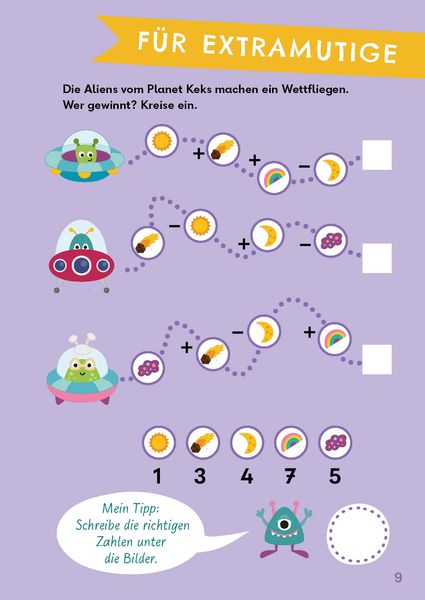 FÜR EXTRAMUTIGE
Die Aliens vom Planet Keks machen ein Wettfliegen.
Wer gewinnt? Kreise ein.
+ + −
− + −
+ − +
1 3 4 7 5
Mein Tipp:
Schreibe die richtigen
Zahlen unter
die Bilder.
9